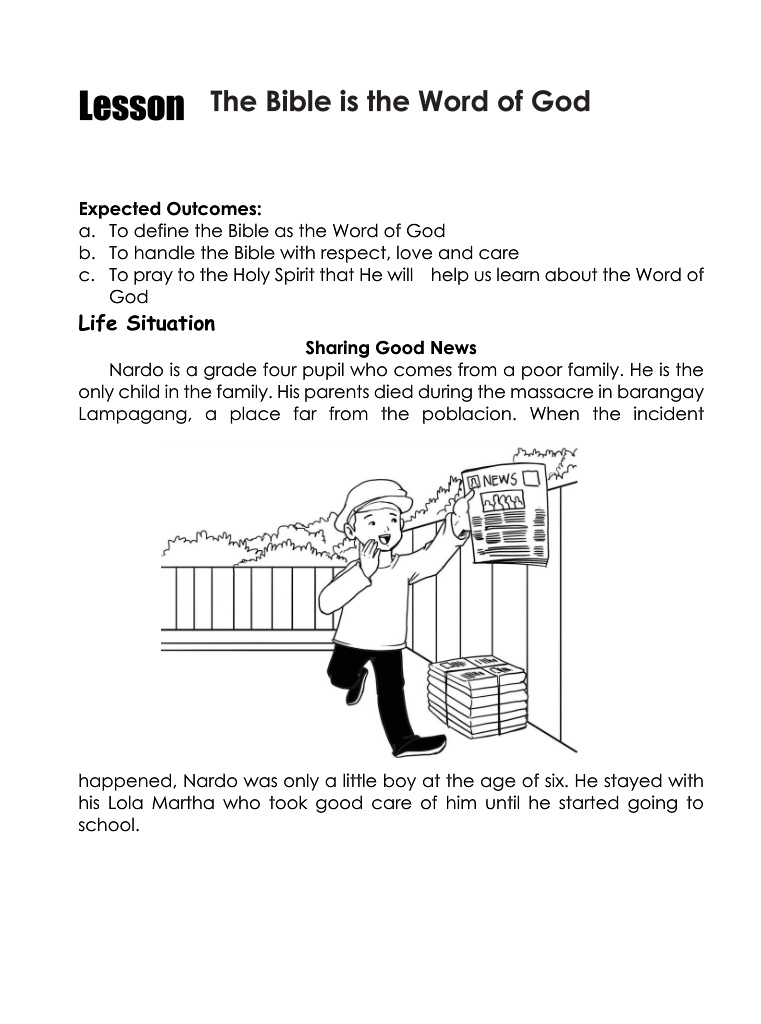 Lesson The Bible is the Word of God
Expected Outcomes:
a. To define the Bible as the Word of God
b. To handle the Bible with respect, love and care
c. To pray to the Holy Spirit that He will help us learn about the Word of
God
Life Situation
Sharing Good News
Nardo is a grade four pupil who comes from a poor family. He is the
only child in the family. His parents died during the massacre in barangay
Lampagang, a place far from the poblacion. When the incident
NEWS
happened, Nardo was only a little boy at the age of six. He stayed with
his Lola Martha who took good care of him until he started going to
school.